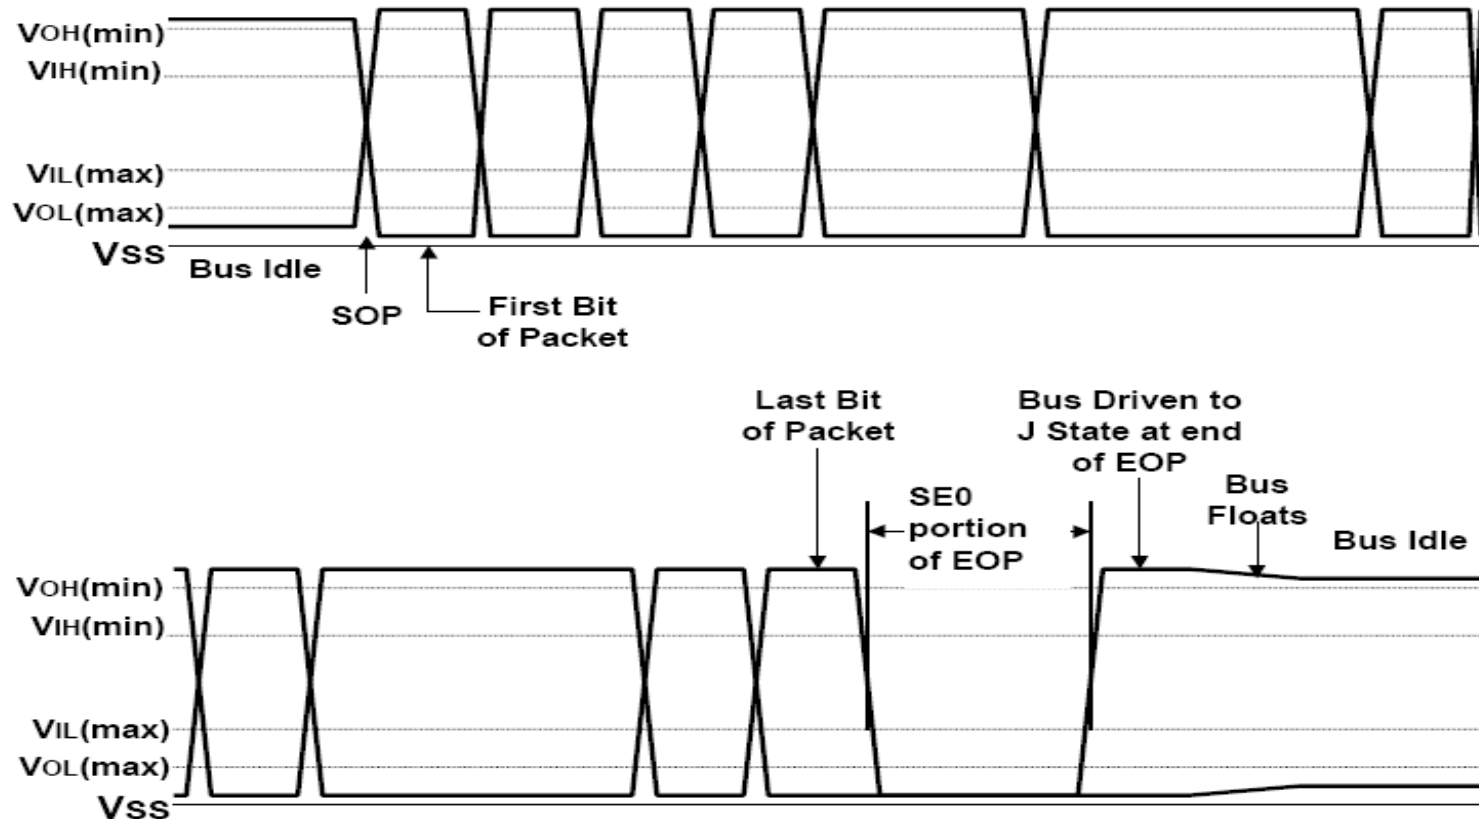 VOH(min)
VIH(min)
VIL(max)
VOL(max)
VSS
Bus Idle
SOP
First Bit
of Packet
Last Bit
of Packet
Bus Driven to
J State at end
of EOP
SE0
portion
of EOP
Bus
Floats
Bus Idle
VOH(min)
VIH(min)
VIL(max)
VOL(max)
VSS